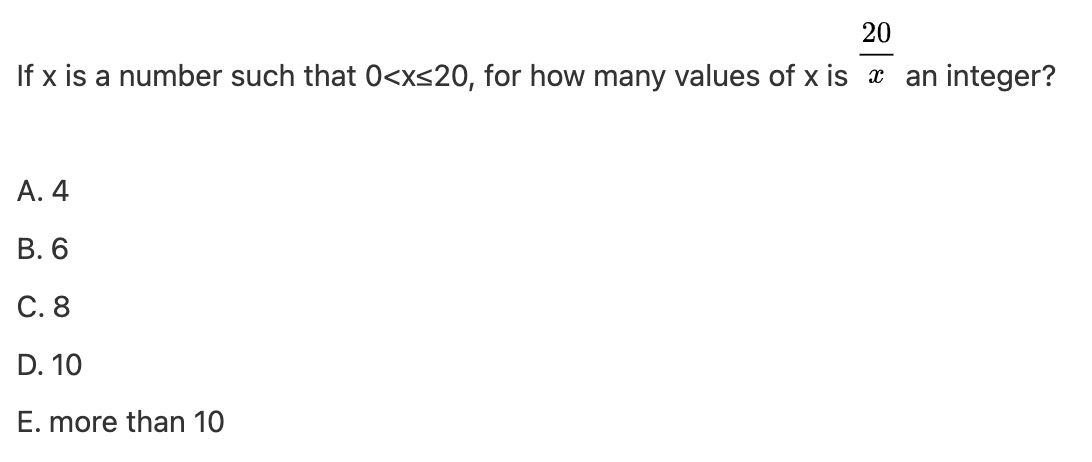 If x is a number such that 0<x≤20, for how many values of x is \frac{20}{x} an integer?
A. 4
B. 6
C. 8
D. 10
E. more than 10